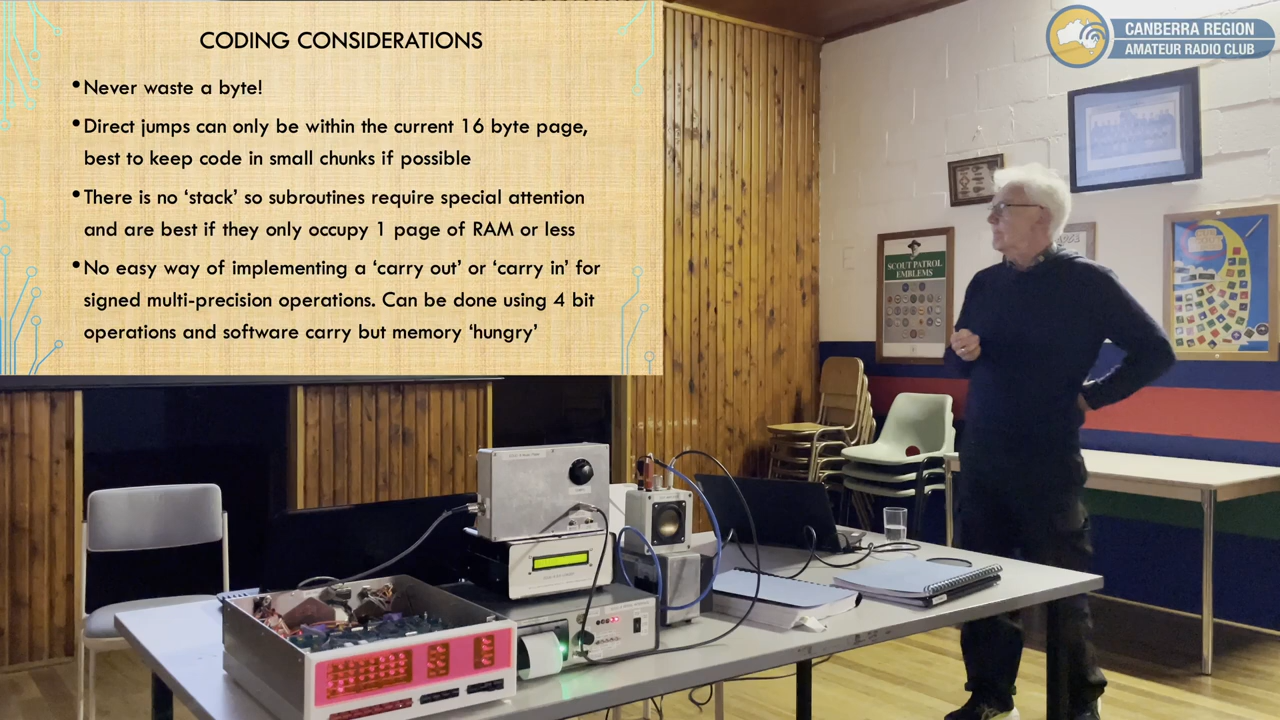 CODING CONSIDERATIONS
•Never waste a byte!
•Direct jumps can only be within the current 16 byte page,
best to keep code in small chunks if possible
•There is no ‘stack’ so subroutines require special attention
and are best if they only occupy 1 page of RAM or less
•No easy way of implementing a ‘carry out’ or ‘carry in’ for
signed multi-precision operations. Can be done using 4 bit
operations and software carry but memory ‘hungry’
CANBERRA REGION
AMATEUR RADIO CLUB
SCOUT PATROL
EMBLEMS